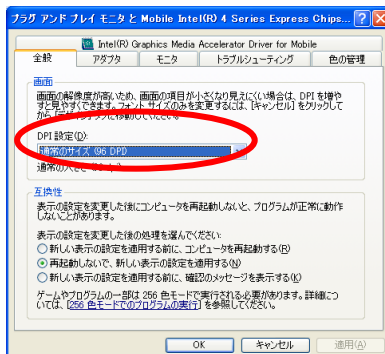 プラグ アンド プレイ モニタ と Mobile Intel(R) 4 Series Express Chips...
Intel(R) Graphics Media Accelerator Driver for Mobile
全般 アダプタ モニタ トラブルシューティング 色の管理
画面
画面の解像度が高いため、画面の項目が小さくなり見えにくい場合は、DPI を増や
すと見やすくできます。フォント サイズのみを変更するには、[キャンセル] をクリックして
から
DPI 設定(D):
通常のサイズ (96 DPI)
通常の
互換性
表示の設定を変更した後にコンピュータを再起動しないと、プログラムが正常に動作
しないことがあります。
表示の設定を変更した後の処理を選んでください:
新しい表示の設定を適用する前に、コンピュータを再起動する(R)
再起動しないで、新しい表示の設定を適用する(N)
新しい表示の設定を適用する前に、確認のメッセージを表示する(K)
ゲームやプログラムの一部は 256 色モードで実行される必要があります。詳細につ
いては、[256 色モードでのプログラムの実行] を参照してください。
OK キャンセル 適用(A)